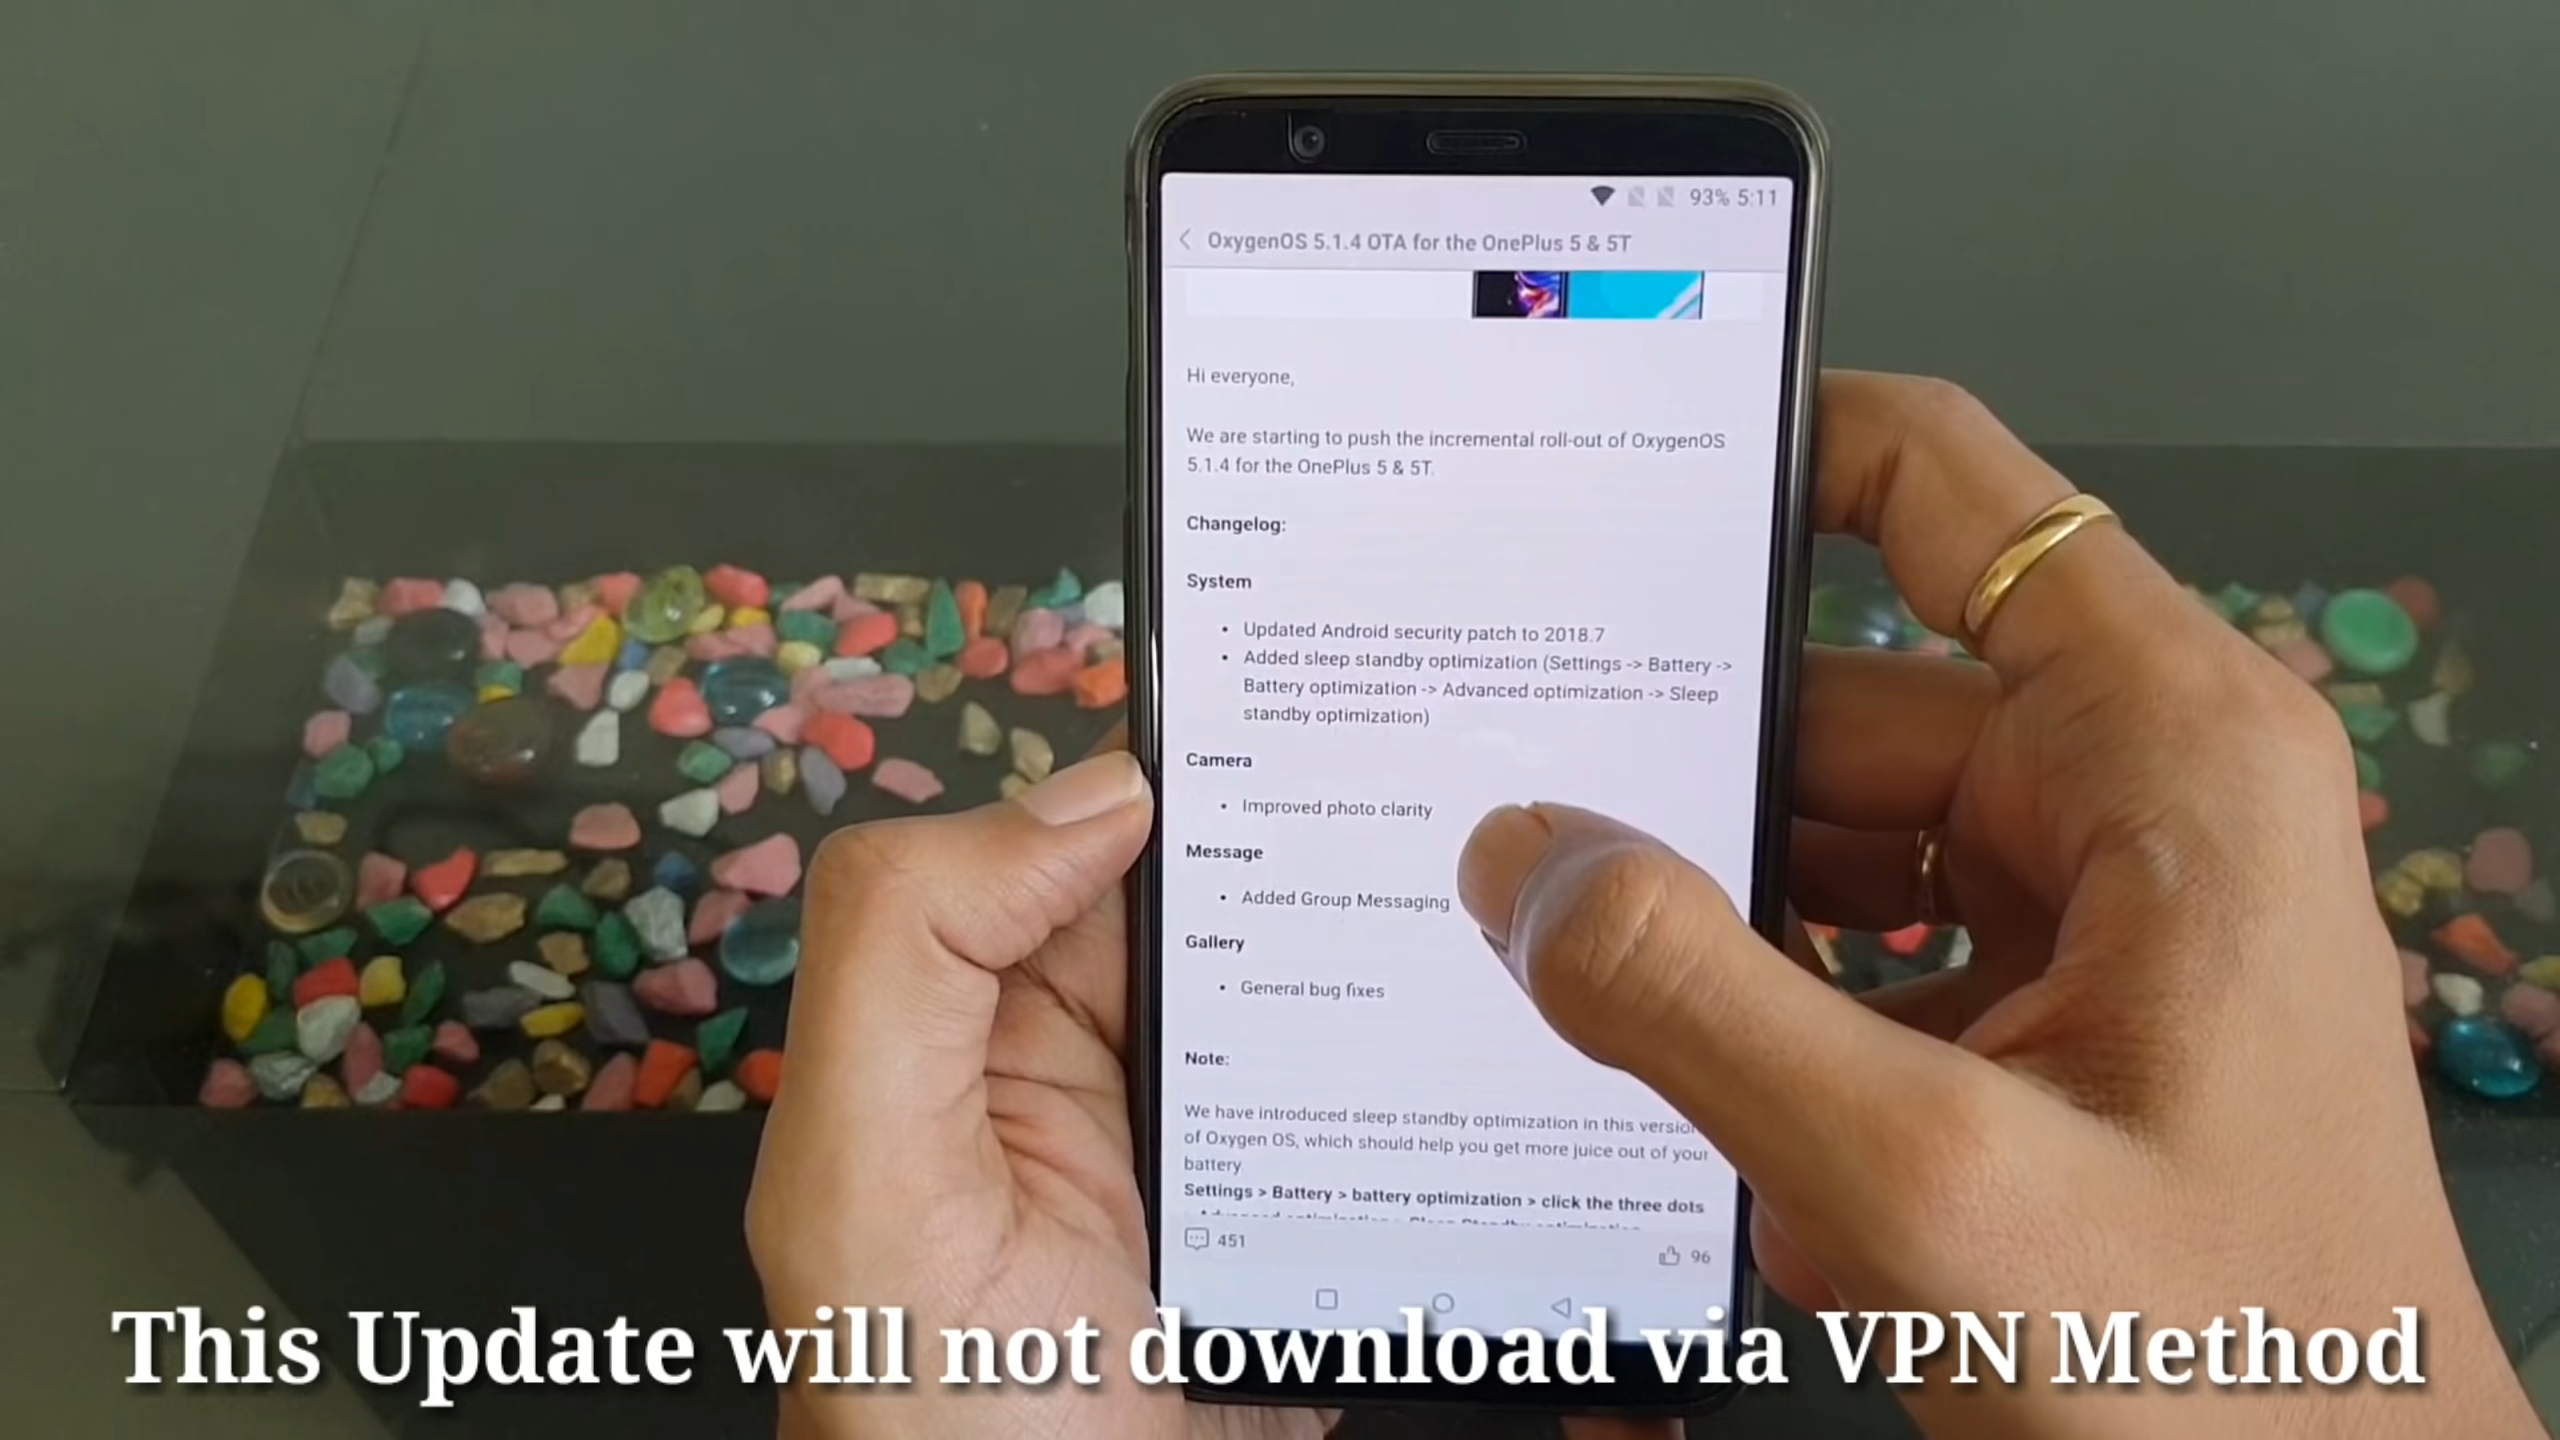 93% 5:11
OxygenOS 5.1.4 OTA for the OnePlus 5 & 5T
Hi everyone,
We are starting to push the incremental roll-out of OxygenOS
5.1.4 for the OnePlus 5 & 5T.
Changelog:
System
• Updated Android security patch to 2018.7
• Added sleep standby optimization (Settings -> Battery ->
Battery optimization -> Advanced optimization -> Sleep
standby optimization)
Camera
• Improved photo clarity
Message
• Added Group Messaging
Gallery
• General bug fixes
Note:
We have introduced sleep standby optimization in this version
of Oxygen OS, which should help you get more juice out of your
battery.
Settings > Battery > battery optimization > click the three dots
451
96
This Update will not download via VPN Method